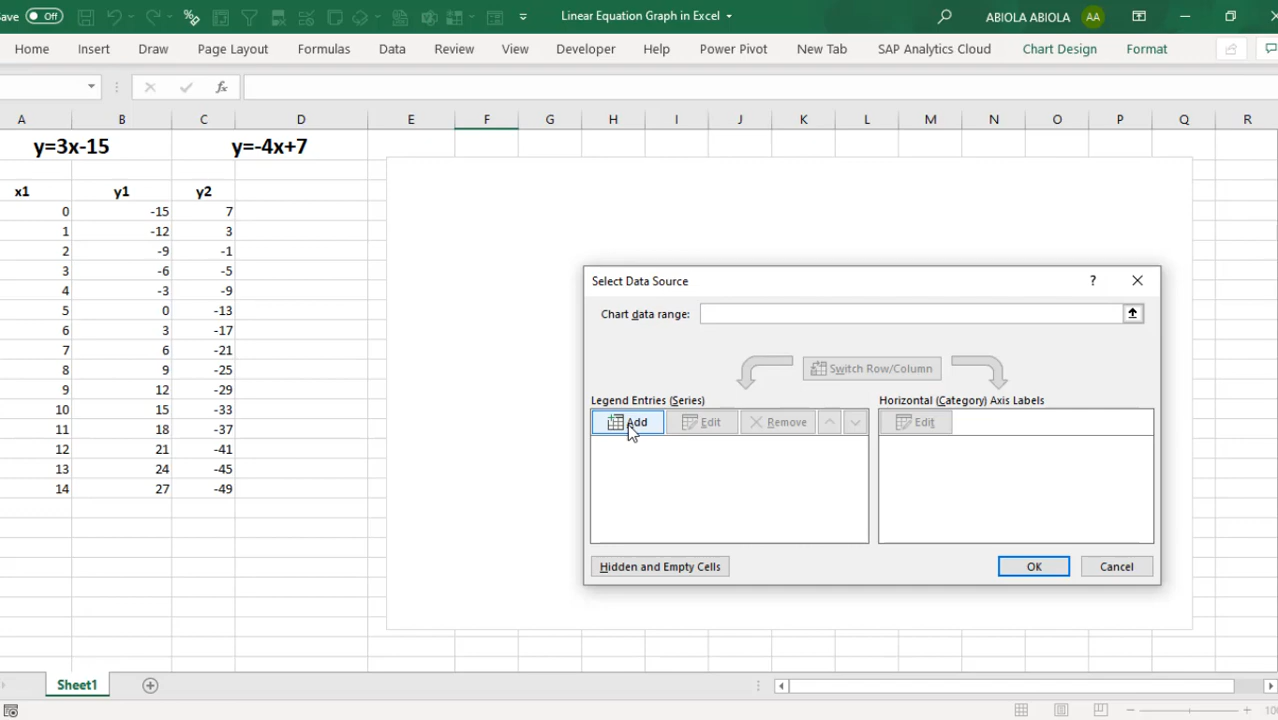 ave Off Linear Equation Graph in Excel ABIOLA ABIOLA AA
Home Insert Draw Page Layout Formulas Data Review View Developer Help Power Pivot New Tab SAP Analytics Cloud Chart Design Format
fx
A B C D E F G H I J K L M N O P Q R
y=3x-15 y=-4x+7
x1 y1 y2
0 -15 7
1 -12 3
2 -9 -1
3 -6 -5
4 -3 -9
5 0 -13
6 3 -17
7 6 -21
8 9 -25
9 12 -29
10 15 -33
11 18 -37
12 21 -41
13 24 -45
14 27 -49
Select Data Source ?
Chart data range:
Switch Row/Column
Legend Entries (Series) Horizontal (Category) Axis Labels
Add Edit Remove Edit
Hidden and Empty Cells OK Cancel
Sheet1
10